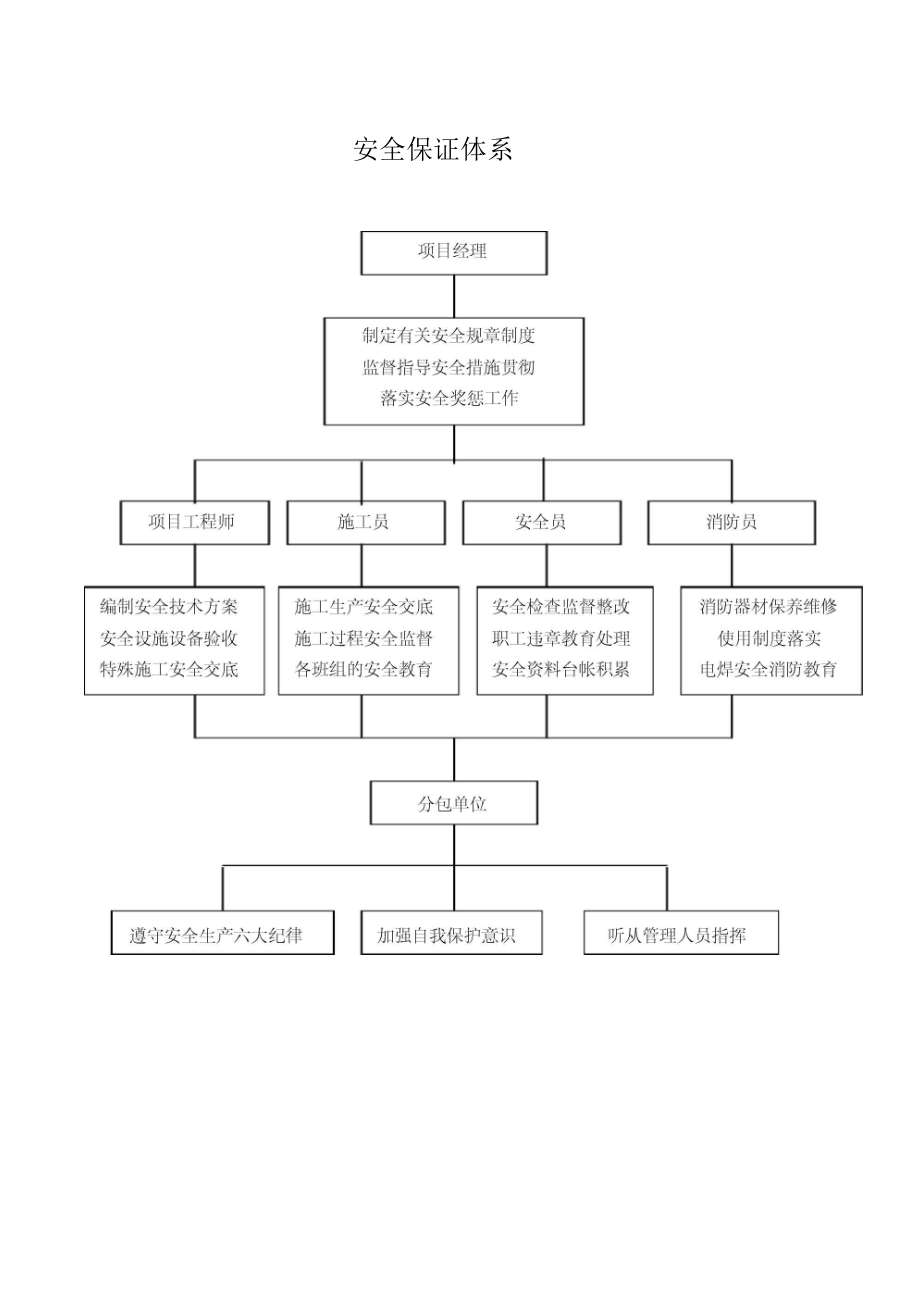 安全保证体系
项目经理
制定有关安全规章制度
监督指导安全措施贯彻
落实安全奖惩工作
项目工程师
施工员
安全员
消防员
编制安全技术方案
安全设施设备验收
特殊施工安全交底
施工生产安全交底
施工过程安全监督
各班组的安全教育
安全检查监督整改
职工违章教育处理
安全资料台帐积累
消防器材保养维修
使用制度落实
电焊安全消防教育
分包单位
遵守安全生产六大纪律
加强自我保护意识
听从管理人员指挥